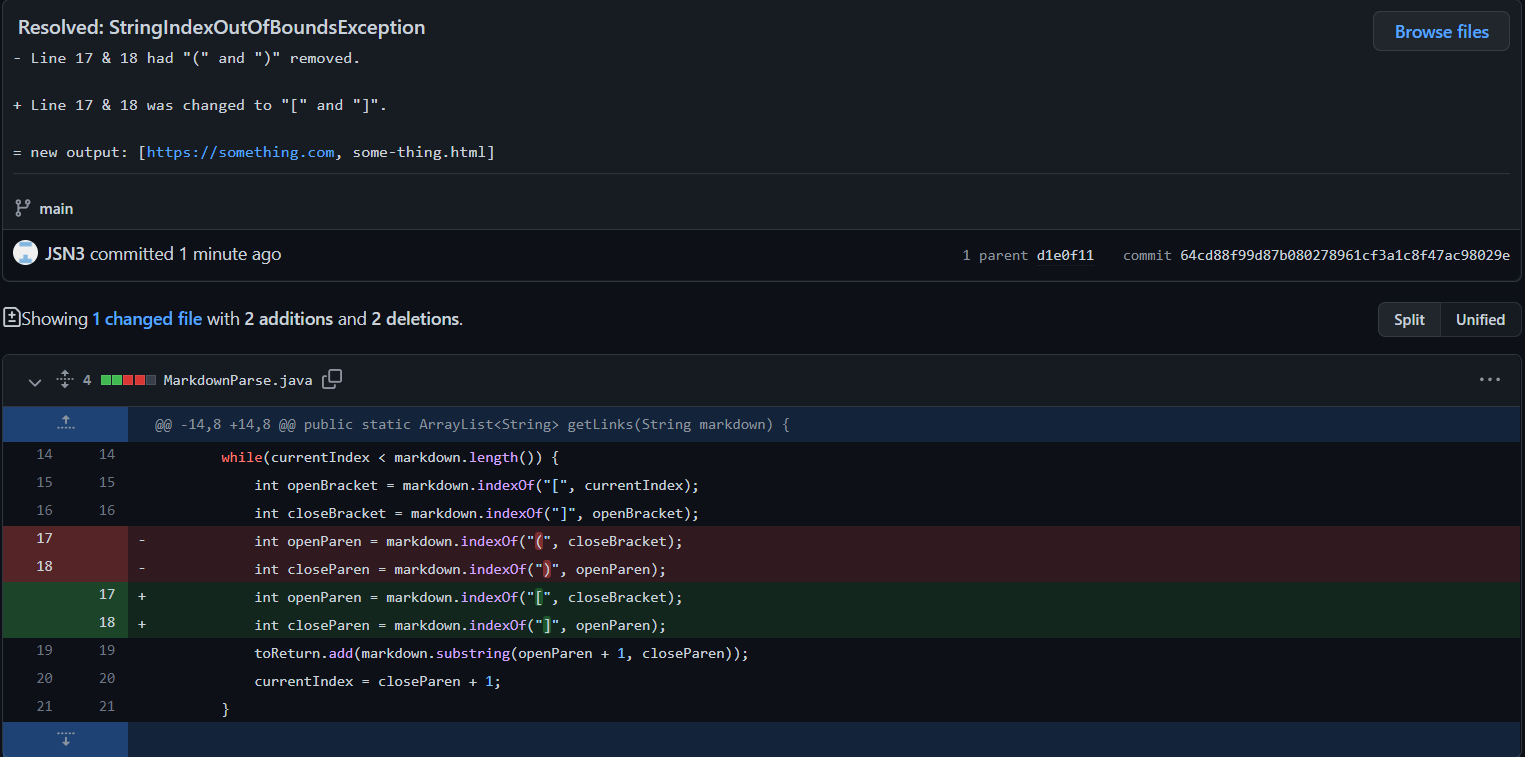 Resolved: StringIndexOutOfBoundsException
Browse files
- Line 17 & 18 had "(" and ")" removed.
+ Line 17 & 18 was changed to "[" and "]".
= new output: [https://something.com, some-thing.html]
main
JSN3 committed 1 minute ago
1 parent d1e0f11 commit 64cd88f99d87b080278961cf3a1c8f47ac98029e
Showing 1 changed file with 2 additions and 2 deletions.
Split Unified
4 MarkdownParse.java
@@ -14,8 +14,8 @@ public static ArrayList<String> getLinks(String markdown) {
14 14 while(currentIndex < markdown.length()) {
15 15 int openBracket = markdown.indexOf("[", currentIndex);
16 16 int closeBracket = markdown.indexOf("]", openBracket);
17 - int openParen = markdown.indexOf("(", closeBracket);
18 - int closeParen = markdown.indexOf(")", openParen);
17 + int openParen = markdown.indexOf("[", closeBracket);
18 + int closeParen = markdown.indexOf("]", openParen);
19 19 toReturn.add(markdown.substring(openParen + 1, closeParen));
20 20 currentIndex = closeParen + 1;
21 21 }